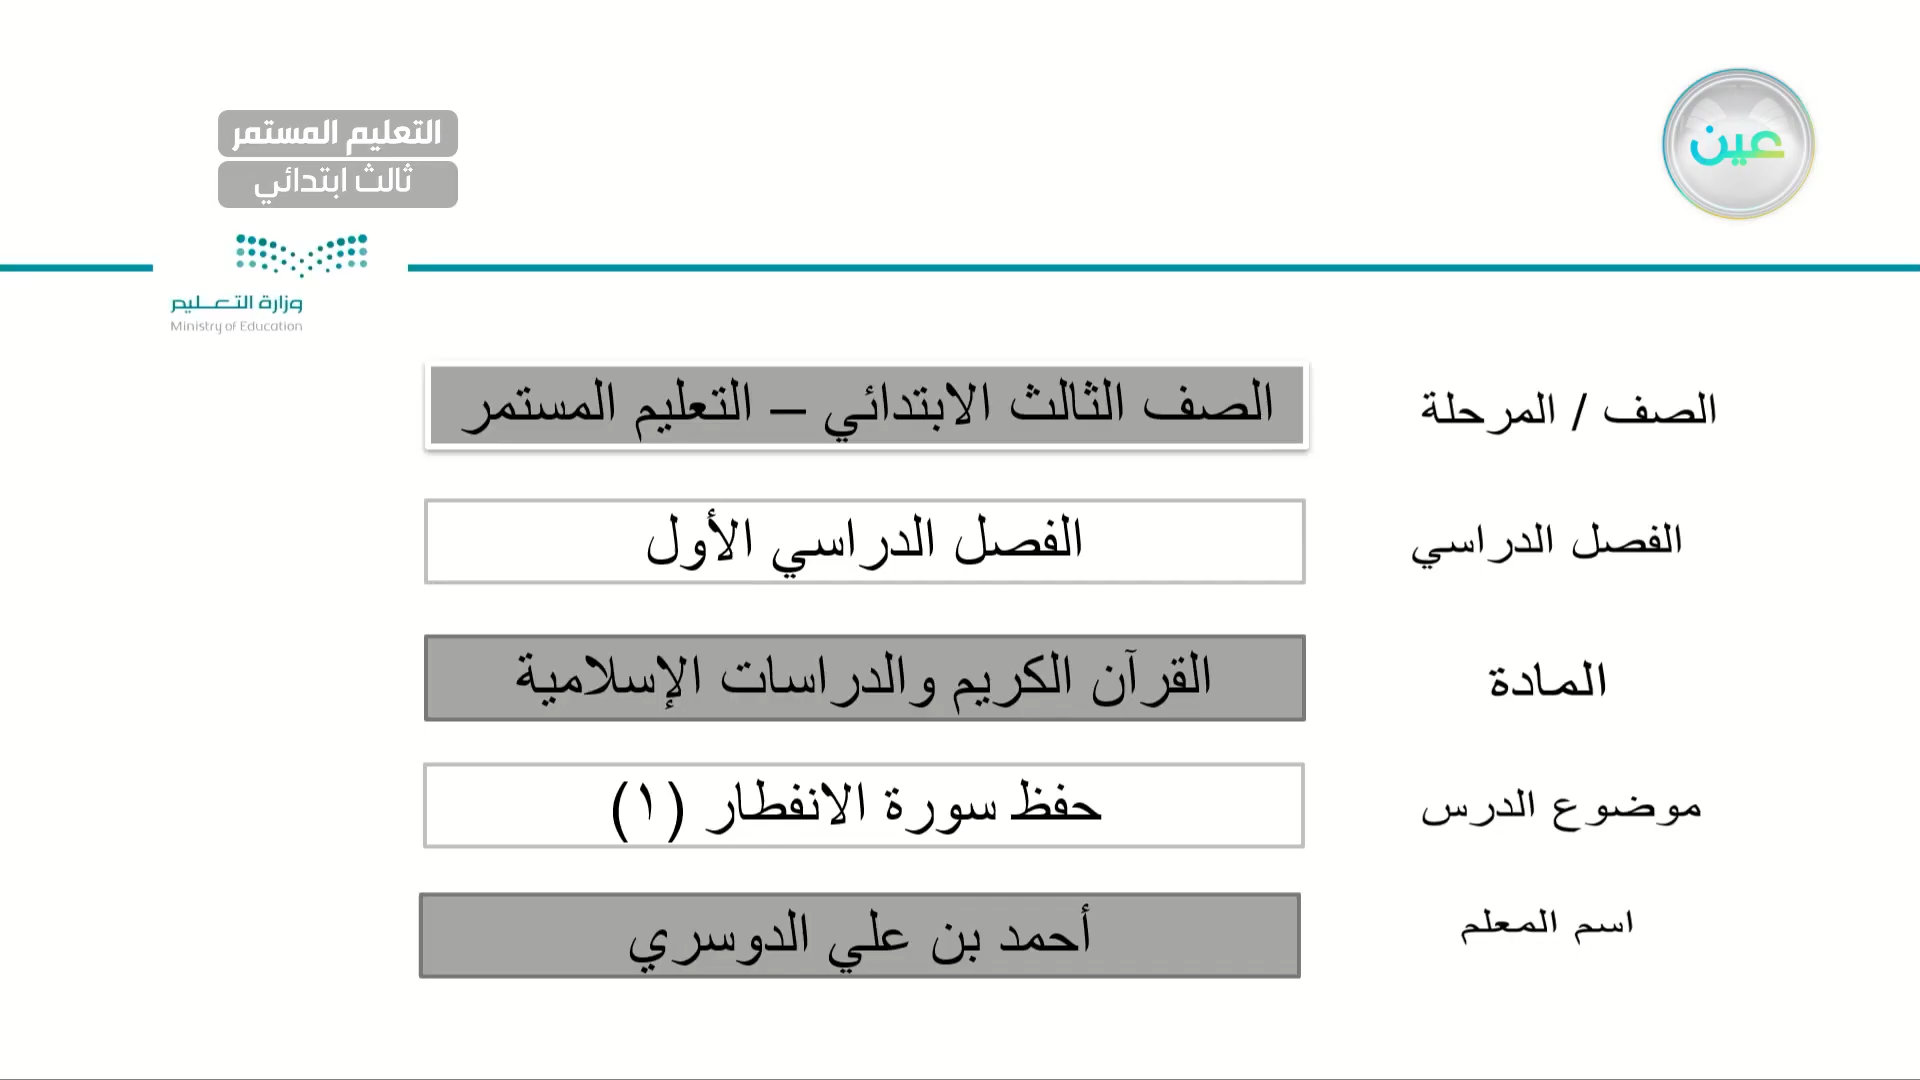 عين
التعليم المستمر
ثالث ابتدائي
وزارة التعليم
Ministry of Education
الصف / المرحلة
الصف الثالث الابتدائي – التعليم المستمر
الفصل الدراسي
الفصل الدراسي الأول
المادة
القرآن الكريم والدراسات الإسلامية
موضوع الدرس
حفظ سورة الانفطار (١)
اسم المعلم
أحمد بن علي الدوسري